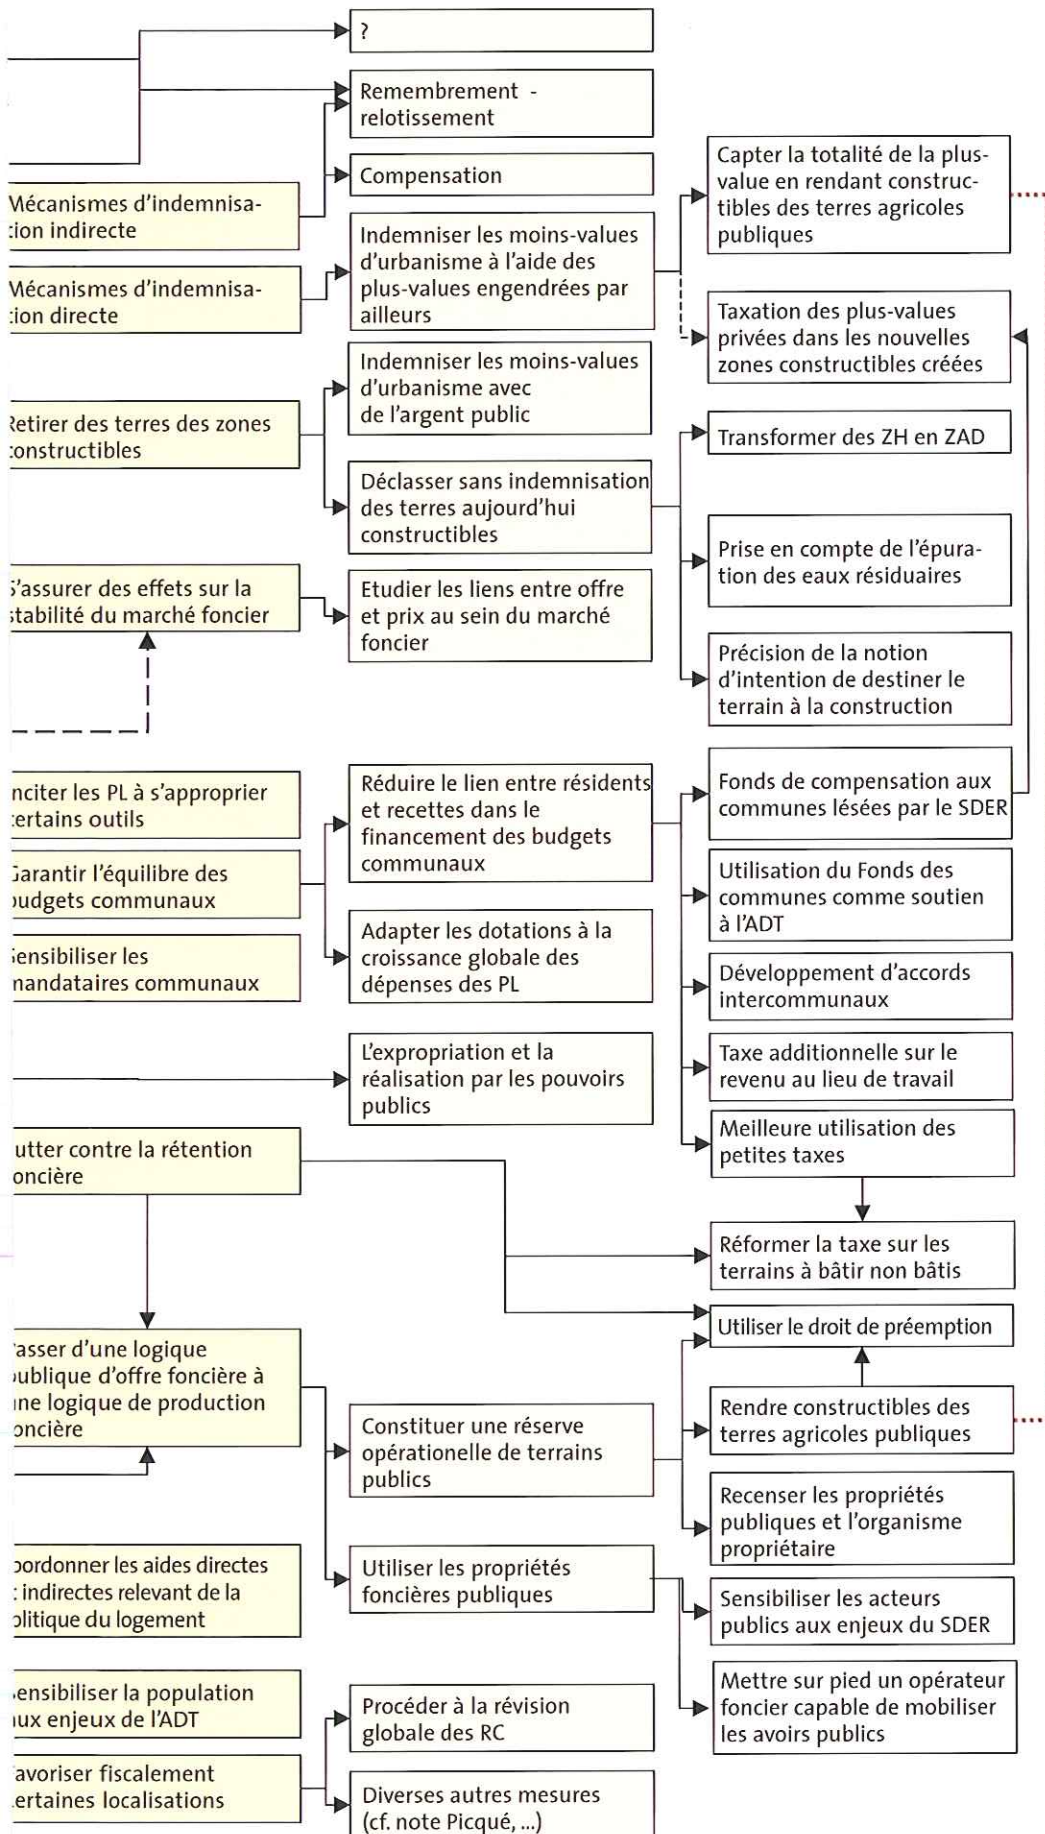 Mécanismes d'indemnisa-
tion indirecte
Mécanismes d'indemnisa-
tion directe
Retirer des terres des zones
constructibles
S'assurer des effets sur la
stabilité du marché foncier
nciter les PL à s'approprier
certains outils
Garantir l'équilibre des
budgets communaux
Sensibiliser les
mandataires communaux
utter contre la rétention
oncière
Passer d'une logique
publique d'offre foncière à
une logique de production
foncière
oordonner les aides directes
t indirectes relevant de la
olitique du logement
Sensibiliser la population
aux enjeux de l'ADT
Favoriser fiscalement
certaines localisations
?
Remembrement -
relotissement
Compensation
Indemniser les moins-values
d'urbanisme à l'aide des
plus-values engendrées par
ailleurs
Indemniser les moins-values
d'urbanisme avec
de l'argent public
Déclasser sans indemnisation
des terres aujourd'hui
constructibles
Etudier les liens entre offre
et prix au sein du marché
foncier
Réduire le lien entre résidents
et recettes dans le
financement des budgets
communaux
Adapter les dotations à la
croissance globale des
dépenses des PL
L'expropriation et la
réalisation par les pouvoirs
publics
Constituer une réserve
opérationelle de terrains
publics
Utiliser les propriétés
foncières publiques
Procéder à la révision
globale des RC
Diverses autres mesures
(cf. note Picqué, ...)
Capter la totalité de la plus-
value en rendant construc-
tibles des terres agricoles
publiques
Taxation des plus-values
privées dans les nouvelles
zones constructibles créées
Transformer des ZH en ZAD
Prise en compte de l'épura-
tion des eaux résiduaires
Précision de la notion
d'intention de destiner le
terrain à la construction
Fonds de compensation aux
communes lésées par le SDER
Utilisation du Fonds des
communes comme soutien
à l'ADT
Développement d'accords
intercommunaux
Taxe additionnelle sur le
revenu au lieu de travail
Meilleure utilisation des
petites taxes
Réformer la taxe sur les
terrains à bâtir non bâtis
Utiliser le droit de préemption
Rendre constructibles des
terres agricoles publiques
Recenser les propriétés
publiques et l'organisme
propriétaire
Sensibiliser les acteurs
publics aux enjeux du SDER
Mettre sur pied un opérateur
foncier capable de mobiliser
les avoirs publics